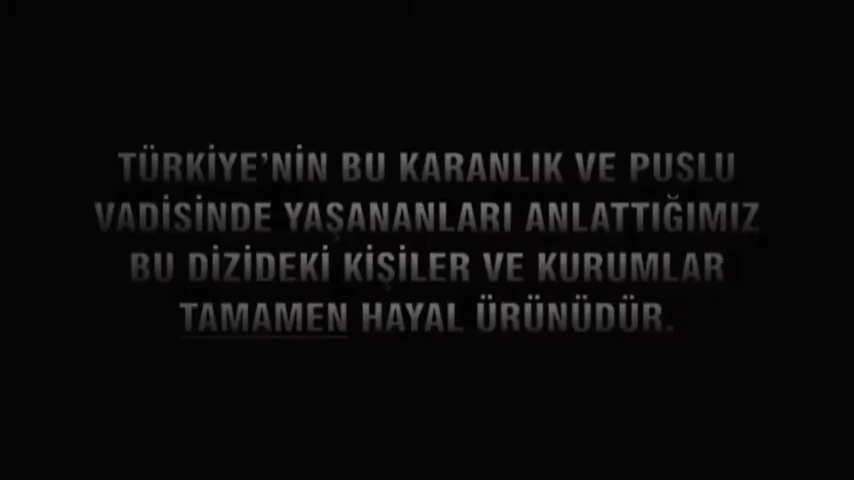 TÜRKİYE'NİN BU KARANLIK VE PUSLU
VADİSİNDE YAŞANANLARI ANLATTIĞIMIZ
BU DİZİDEKİ KİŞİLER VE KURUMLAR
TAMAMEN HAYAL ÜRÜNÜDÜR.